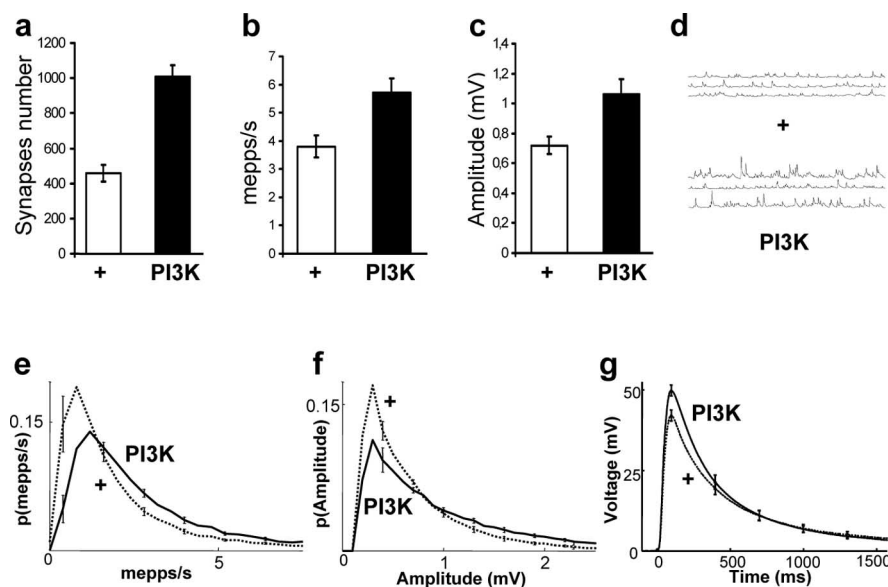 a
1200
1000
800
600
400
200
0
Synapses number
+ PI3K
b
7
6
5
4
3
2
1
0
mepps/s
+ PI3K
c
1,4
1,2
1
0,8
0,6
0,4
0,2
0
Amplitude (mV)
+ PI3K
d
+
PI3K
e
0.15
p(mepps/s)
PI3K
+
0 5
mepps/s
f
0.15
p(Amplitude)
+
PI3K
0 1 2
Amplitude (mV)
g
50
25
0
Voltage (mV)
PI3K
+
0 500 1000 1500
Time (ms)